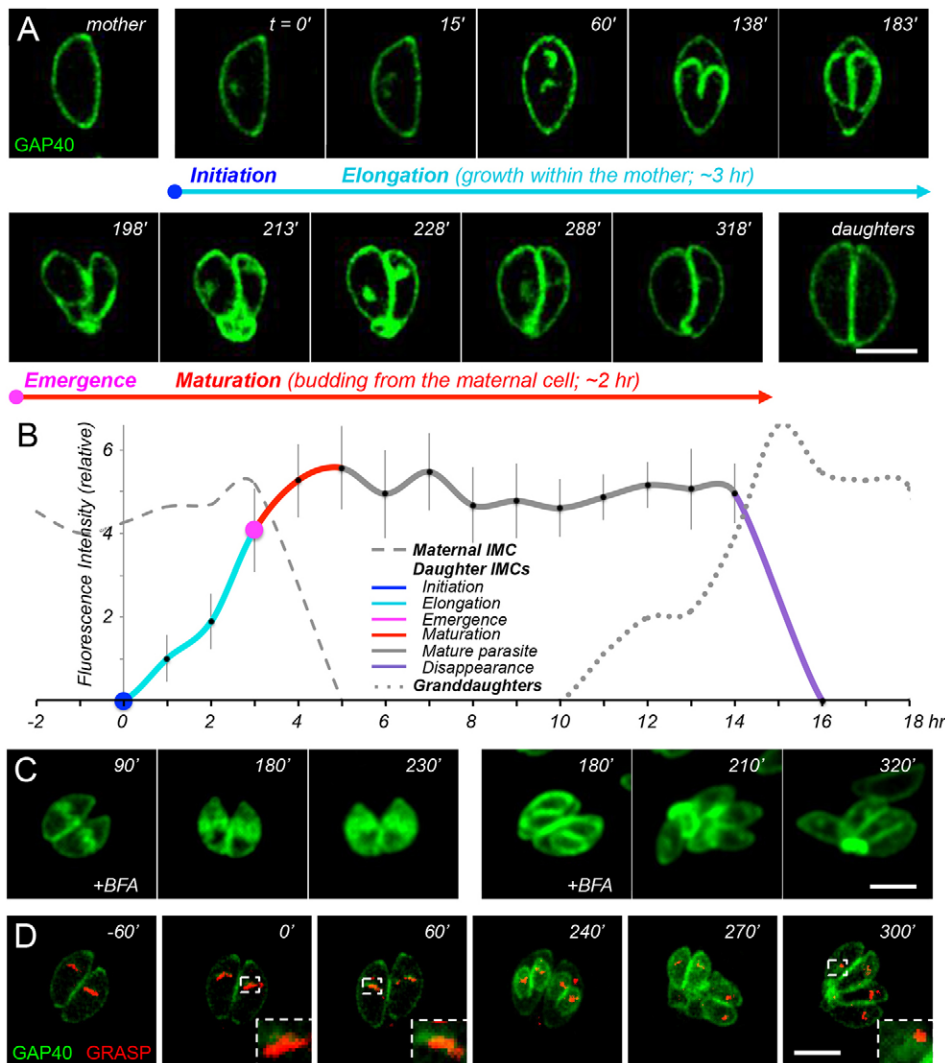 A
mother
t = 0'
15'
60'
138'
183'
GAP40
Initiation
Elongation (growth within the mother; ~3 hr)
198'
213'
228'
288'
318'
daughters
Emergence
Maturation (budding from the maternal cell; ~2 hr)
B
Fluorescence Intensity (relative)
6
4
2
Maternal IMC
Daughter IMCs
Initiation
Elongation
Emergence
Maturation
Mature parasite
Disappearance
Granddaughters
-2
0
2
4
6
8
10
12
14
16
18 hr
C
90'
180'
230'
180'
210'
320'
+BFA
+BFA
D
-60'
0'
60'
240'
270'
300'
GAP40
GRASP